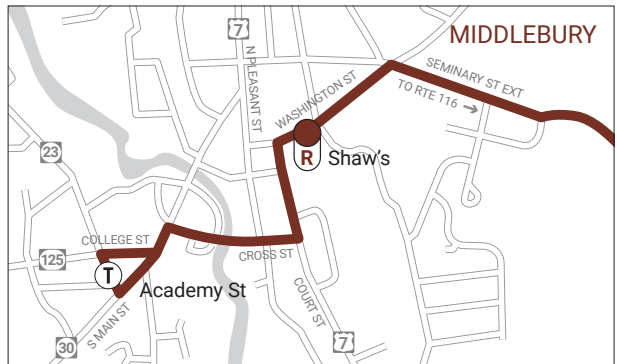 7
MIDDLEBURY
N PLEASANT ST
WASHINGTON ST
SEMINARY ST EXT
TO RTE 116
23
R
Shaw's
COLLEGE ST
125
CROSS ST
T
Academy St
S MAIN ST
COURT ST
30
7